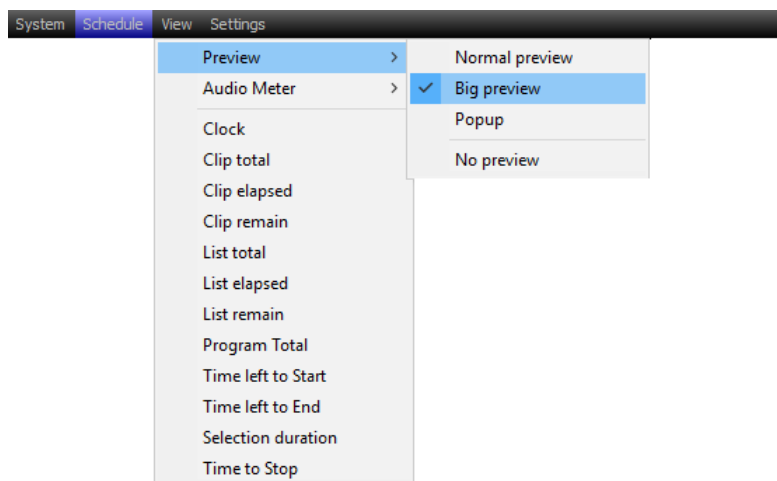 System Schedule View Settings
Preview
Audio Meter
Clock
Clip total
Clip elapsed
Clip remain
List total
List elapsed
List remain
Program Total
Time left to Start
Time left to End
Selection duration
Time to Stop
Normal preview
Big preview
Popup
No preview